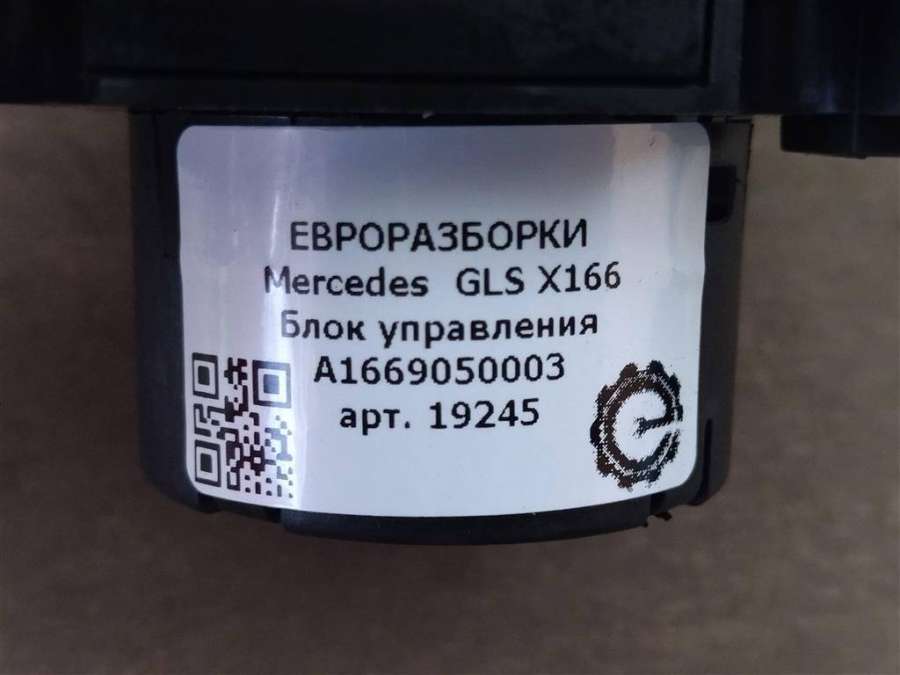 ЕВРОРАЗБОРКИ
Mercedes GLS X166
Блок управления
A1669050003
арт. 19245